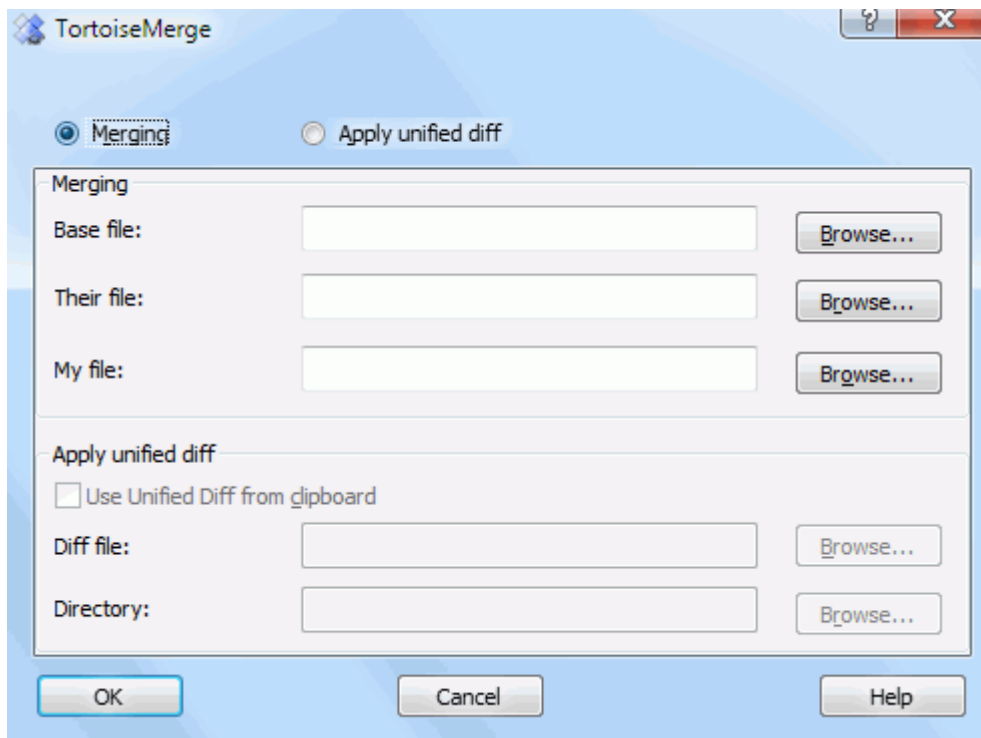 TortoiseMerge
Merging Apply unified diff
Merging
Base file: Browse...
Their file: Browse...
My file: Browse...
Apply unified diff
Use Unified Diff from clipboard
Diff file: Browse...
Directory: Browse...
OK Cancel Help